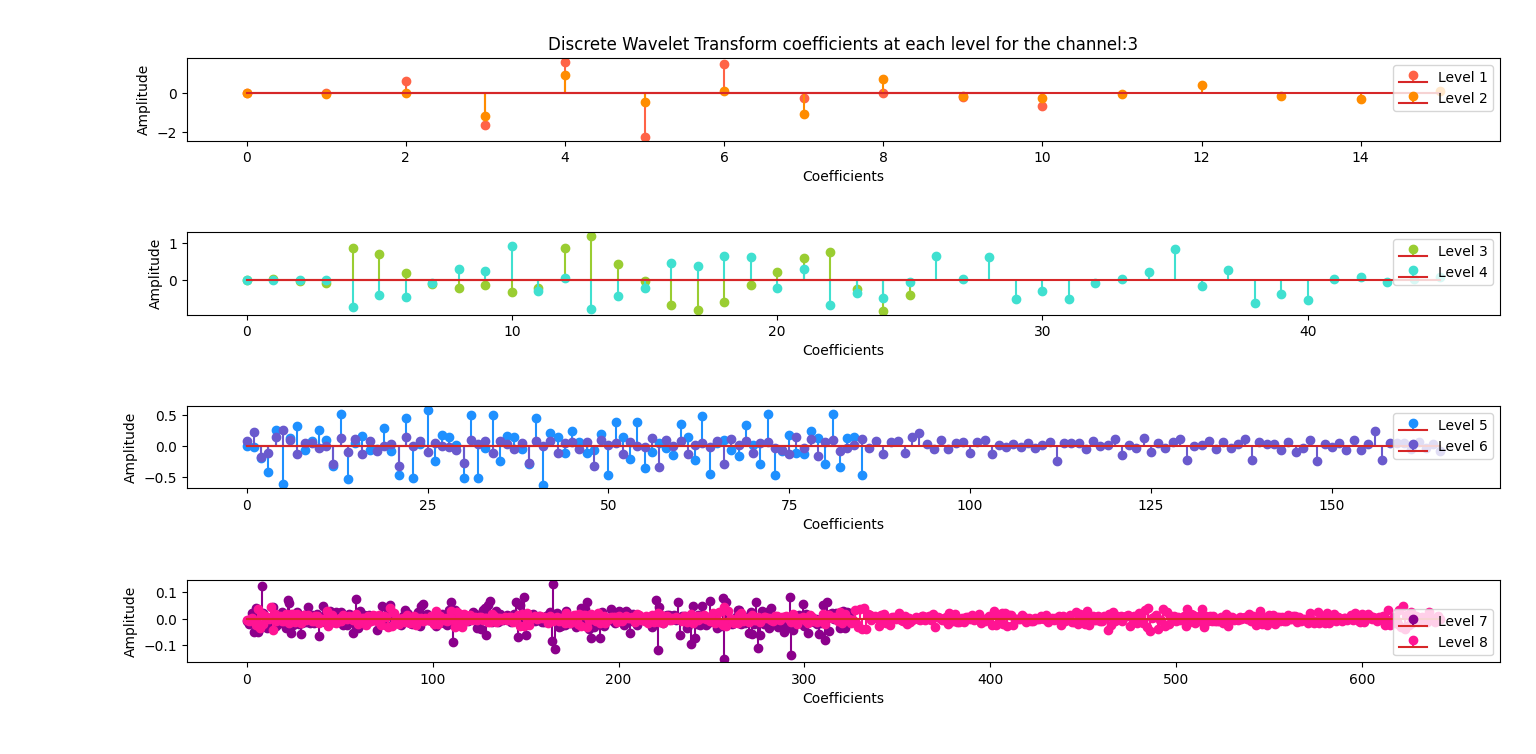 Discrete Wavelet Transform coefficients at each level for the channel:3
Amplitude
0
−2
Level 1
Level 2
0 2 4 6 8 10 12 14
Coefficients
Amplitude
1
0
Level 3
Level 4
0 10 20 30 40
Coefficients
Amplitude
0.5
0.0
−0.5
Level 5
Level 6
0 25 50 75 100 125 150
Coefficients
Amplitude
0.1
0.0
−0.1
Level 7
Level 8
0 100 200 300 400 500 600
Coefficients